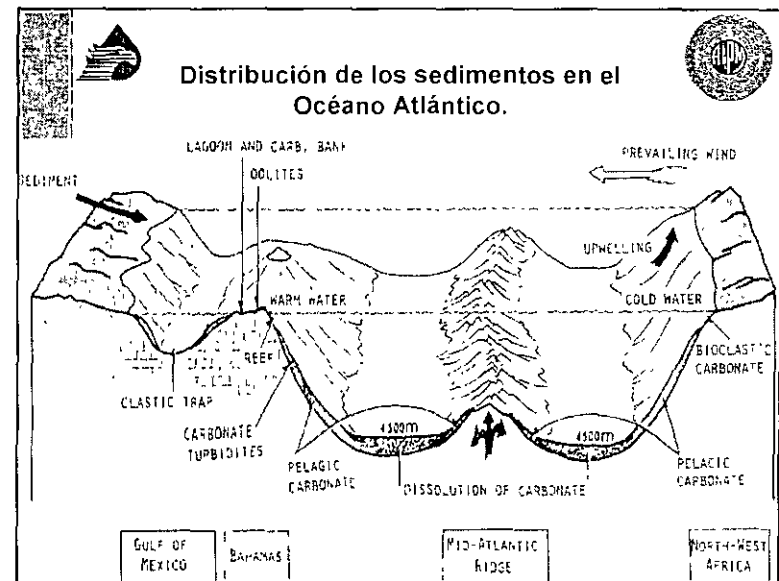 Distribución de los sedimentos en el
Océano Atlántico.
LAGOON AND CARB. BANK
OOLITES
PREVAILING WIND
SEDIMENT
UPWELLING
WARM WATER
COLD WATER
REEF
BIOCLASTIC
CARBONATE
CLASTIC TRAP
CARBONATE
TURBIDITES
4500m
4500m
PELAGIC
CARBONATE
DISSOLUTION OF CARBONATE
PELAGIC
CARBONATE
GULF OF
MEXICO
BAHAMAS
MID-ATLANTIC
RIDGE
NORTH-WEST
AFRICA